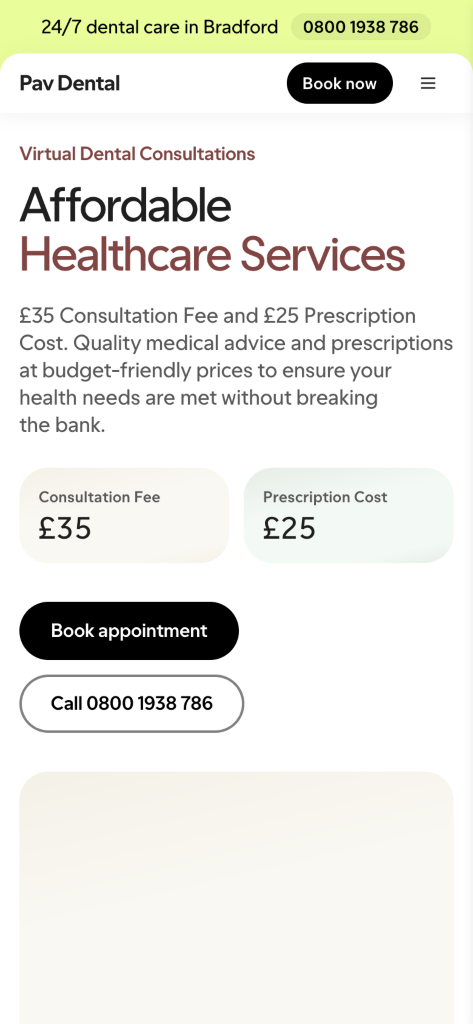 24/7 dental care in Bradford 0800 1938 786
Pav Dental Book now
Virtual Dental Consultations
Affordable
Healthcare Services
£35 Consultation Fee and £25 Prescription
Cost. Quality medical advice and prescriptions
at budget-friendly prices to ensure your
health needs are met without breaking
the bank.
Consultation Fee
£35
Prescription Cost
£25
Book appointment
Call 0800 1938 786